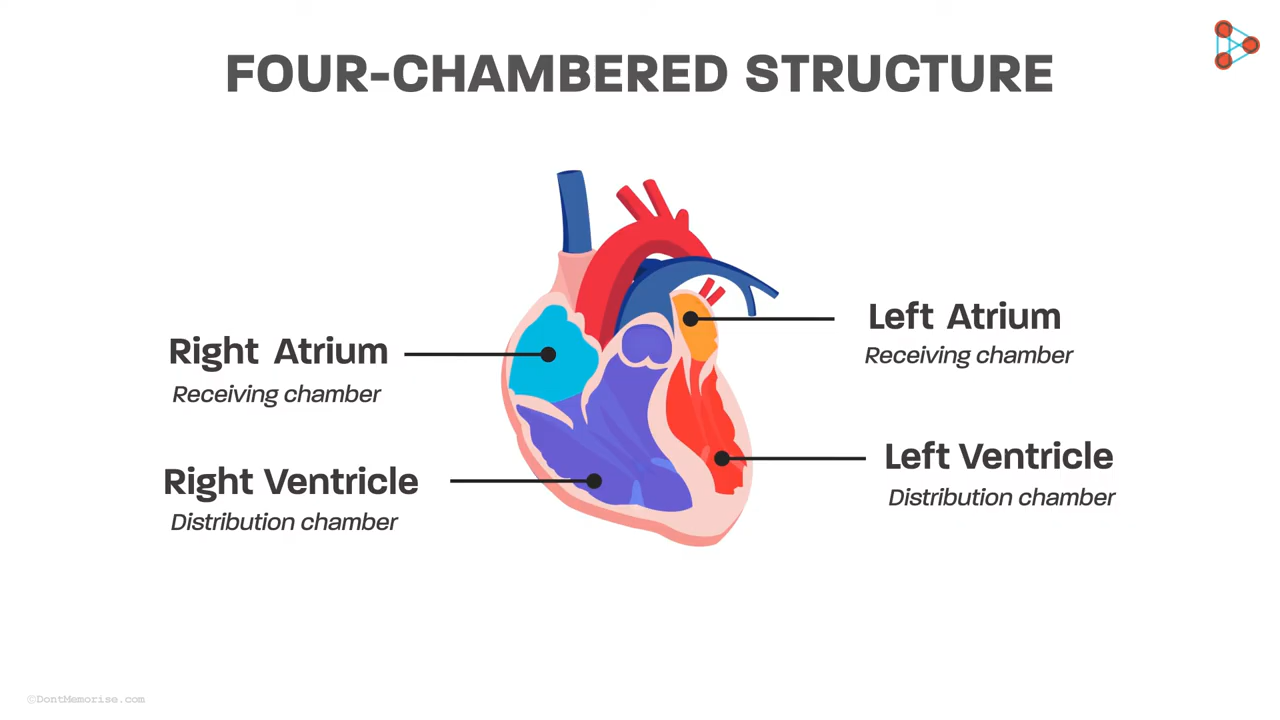 FOUR-CHAMBERED STRUCTURE
Right Atrium
Receiving chamber
Right Ventricle
Distribution chamber
Left Atrium
Receiving chamber
Left Ventricle
Distribution chamber
©DontMemorise.com